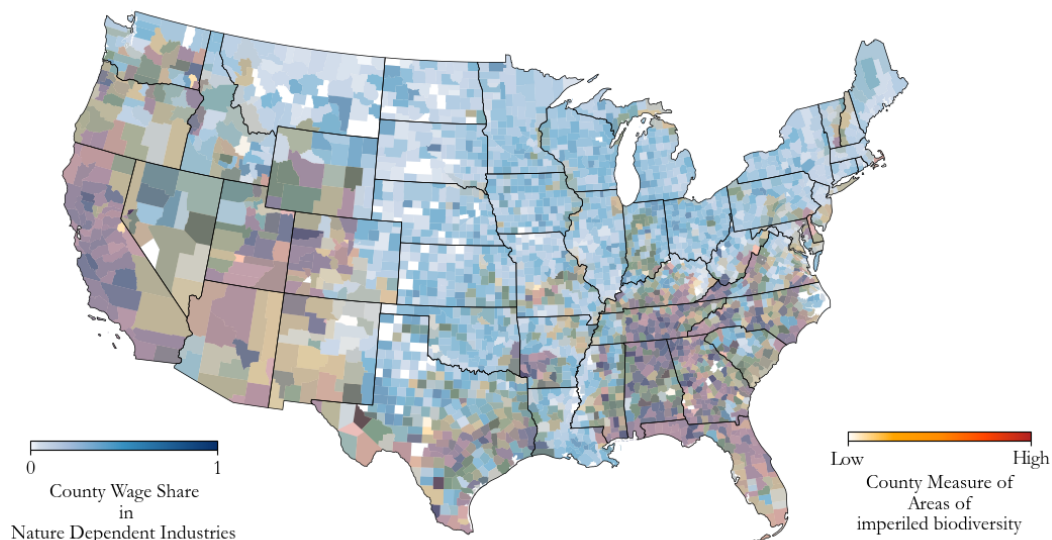 0 1
County Wage Share
in
Nature Dependent Industries
Low High
County Measure of
Areas of
imperiled biodiversity